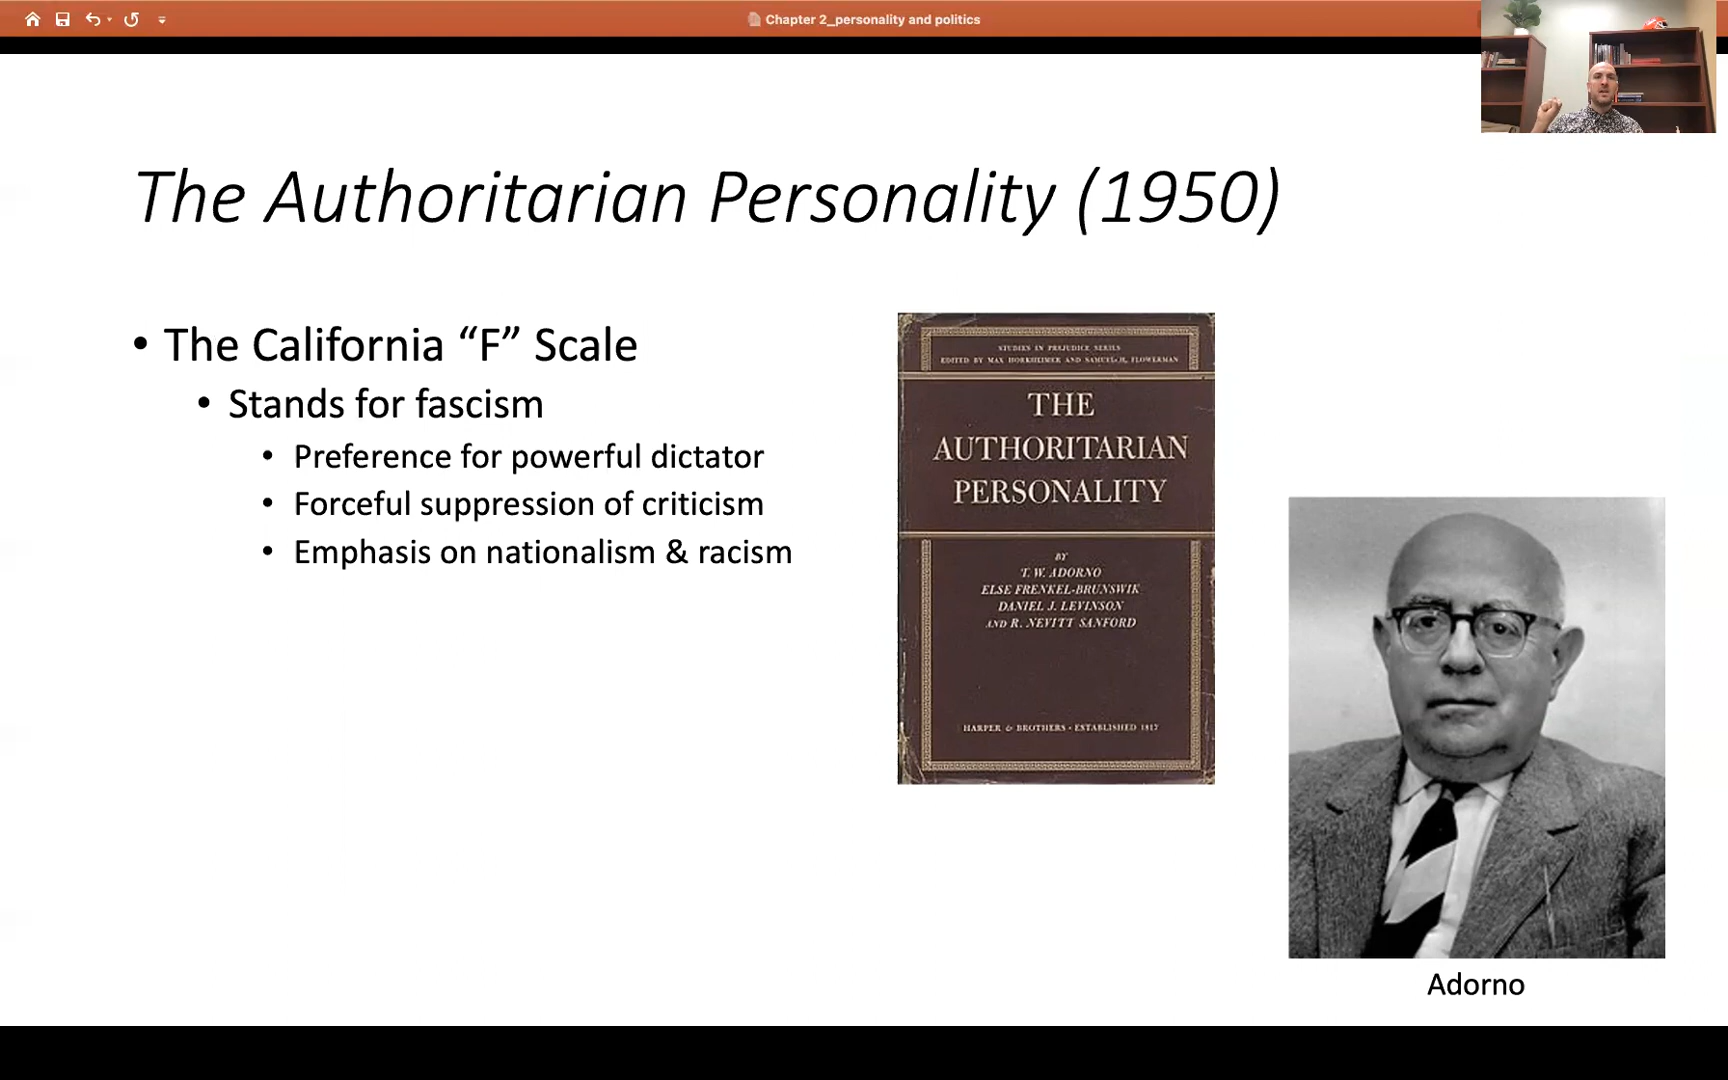 Chapter 2_personality and politics
The Authoritarian Personality (1950)
• The California “F” Scale
• Stands for fascism
• Preference for powerful dictator
• Forceful suppression of criticism
• Emphasis on nationalism & racism
STUDIES IN PREJUDICE SERIES
EDITED BY MAX HORKHEIMER AND SAMUEL H. FLOWERMAN
THE
AUTHORITARIAN
PERSONALITY
BY
T. W. ADORNO
ELSE FRENKEL-BRUNSWIK
DANIEL J. LEVINSON
AND R. NEVITT SANFORD
HARPER & BROTHERS • ESTABLISHED 1817
Adorno